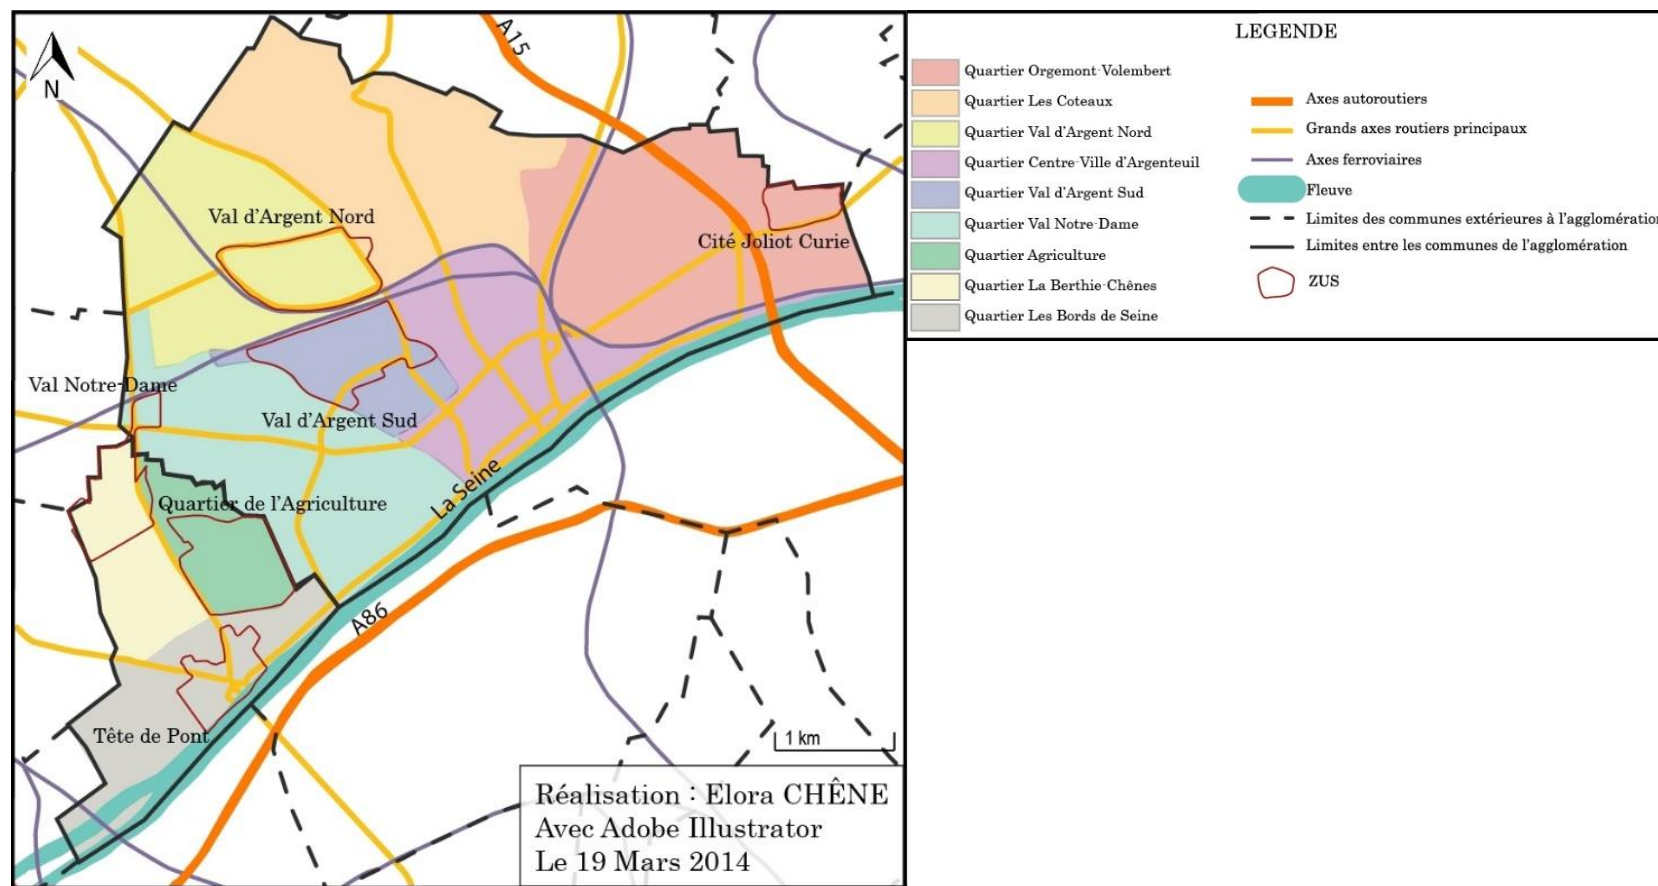 A15
N
Val d'Argent Nord
Cité Joliot Curie
Val Notre-Dame
Val d'Argent Sud
La Seine
Quartier de l'Agriculture
A86
Tête de Pont
1 km
Réalisation : Elora CHÊNE
Avec Adobe Illustrator
Le 19 Mars 2014
LEGENDE
Quartier Orgemont-Volembert
Quartier Les Coteaux
Quartier Val d'Argent Nord
Quartier Centre-Ville d'Argenteuil
Quartier Val d'Argent Sud
Quartier Val Notre-Dame
Quartier Agriculture
Quartier La Berthie-Chênes
Quartier Les Bords de Seine
Axes autoroutiers
Grands axes routiers principaux
Axes ferroviaires
Fleuve
Limites des communes extérieures à l'agglomération
Limites entre les communes de l'agglomération
ZUS